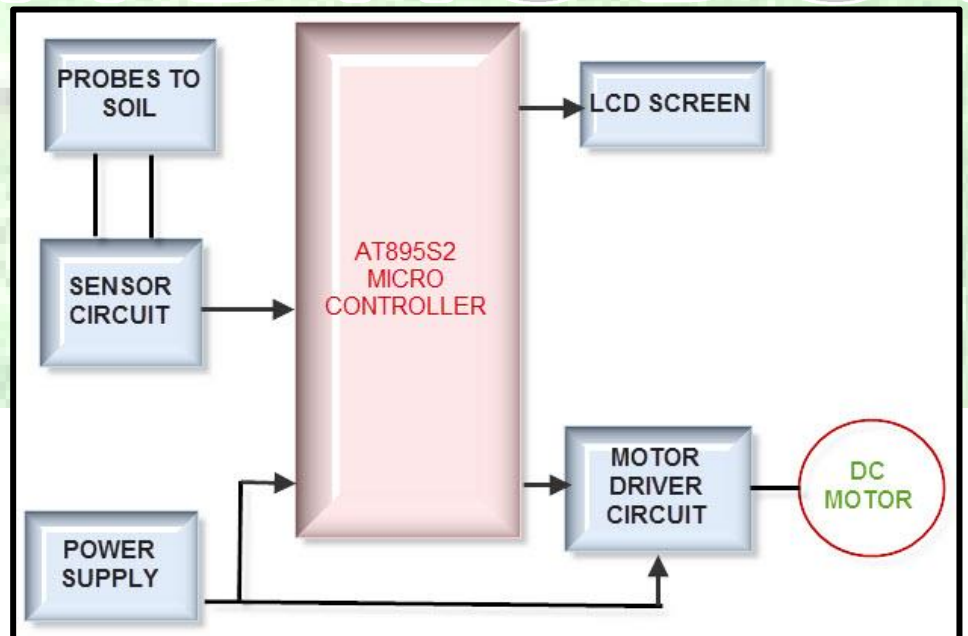 PROBES TO
SOIL
LCD SCREEN
SENSOR
CIRCUIT
AT895S2
MICRO
CONTROLLER
MOTOR
DRIVER
CIRCUIT
DC
MOTOR
POWER
SUPPLY